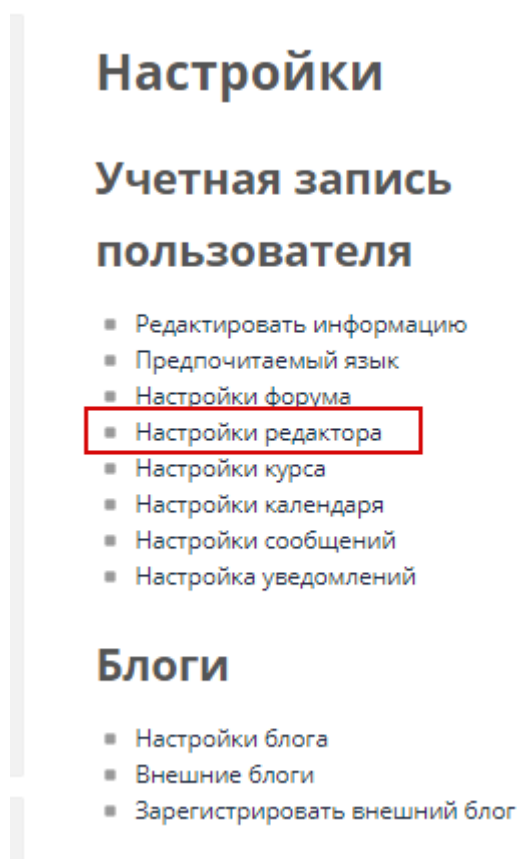 Настройки
Учетная запись
пользователя
Редактировать информацию
Предпочитаемый язык
Настройки форума
Настройки редактора
Настройки курса
Настройки календаря
Настройки сообщений
Настройка уведомлений
Блоги
Настройки блога
Внешние блоги
Зарегистрировать внешний блог